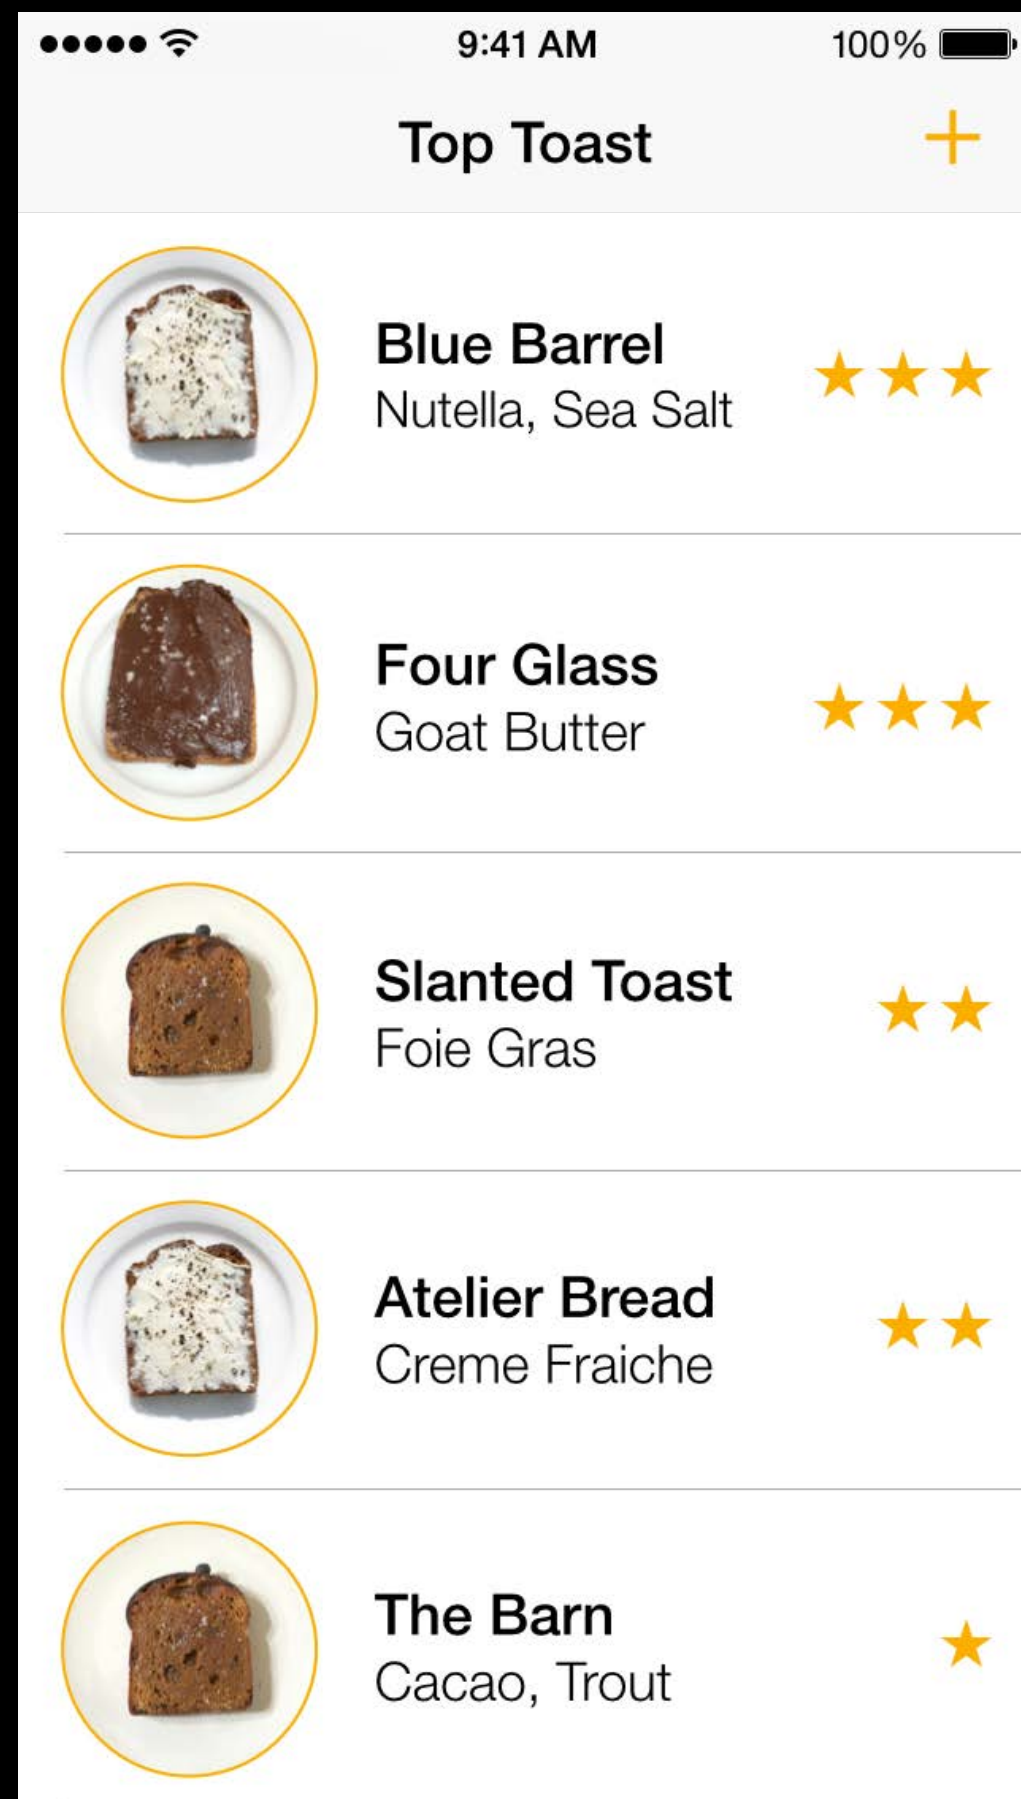 9:41 AM 100%
Top Toast +
Blue Barrel
Nutella, Sea Salt
★ ★ ★
Four Glass
Goat Butter
★ ★ ★
Slanted Toast
Foie Gras
★ ★
Atelier Bread
Creme Fraiche
★ ★
The Barn
Cacao, Trout
★